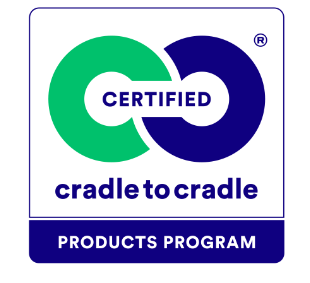 ®
CERTIFIED
cradle to cradle
PRODUCTS PROGRAM